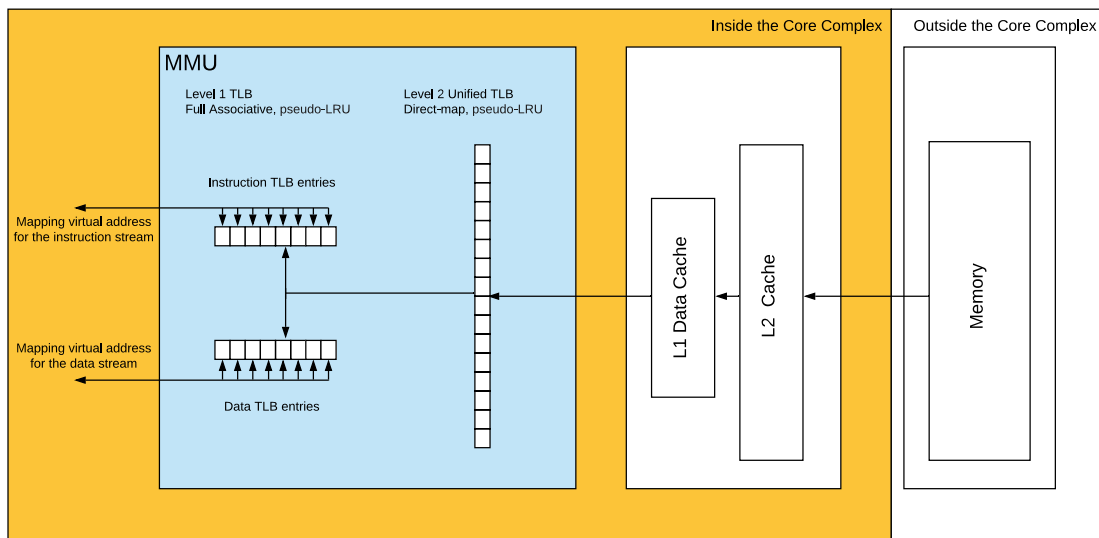 Inside the Core Complex
Outside the Core Complex
MMU
Level 1 TLB
Full Associative, pseudo-LRU
Level 2 Unified TLB
Direct-map, pseudo-LRU
Instruction TLB entries
Mapping virtual address
for the instruction stream
Mapping virtual address
for the data stream
Data TLB entries
L1 Data Cache
L2 Cache
Memory